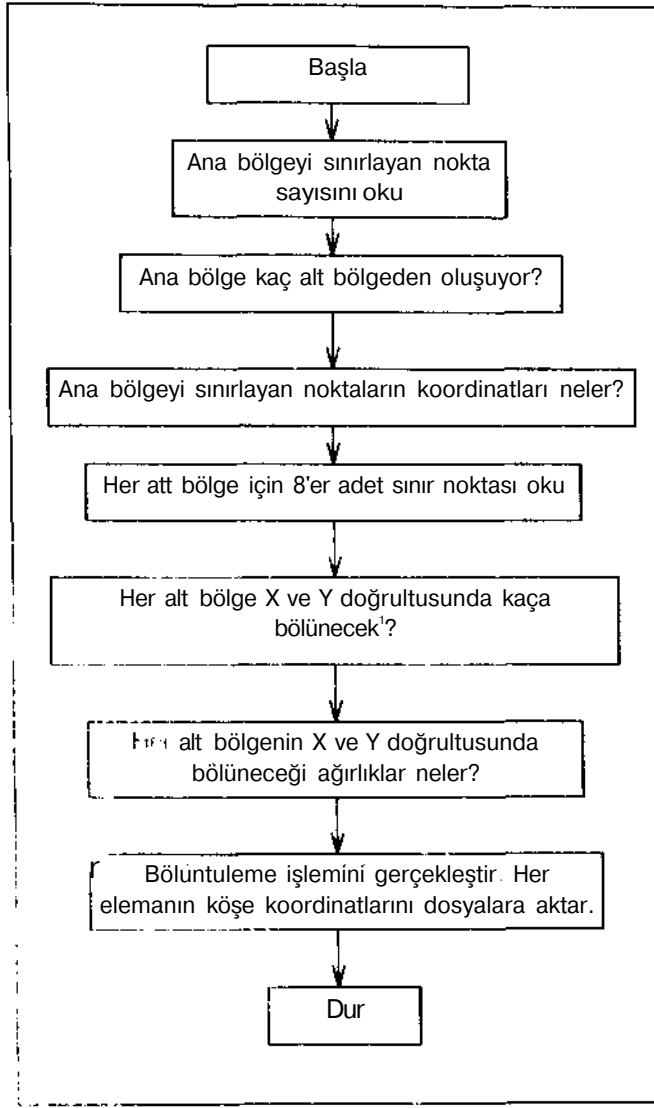 Başla
Ana bölgeyi sınırlayan nokta
sayısını oku
Ana bölge kaç alt bölgeden oluşuyor?
Ana bölgeyi sınırlayan noktaların koordinatları neler?
Her att bölge için 8'er adet sınır noktası oku
Her alt bölge X ve Y doğrultusunda kaça
bölünecek¹?
alt bölgenin X ve Y doğrultusunda
bölüneceği ağırlıklar neler?
Böluntuleme işlemini gerçekleştir. Her
elemanın köşe koordinatlarını dosyalara aktar.
Dur